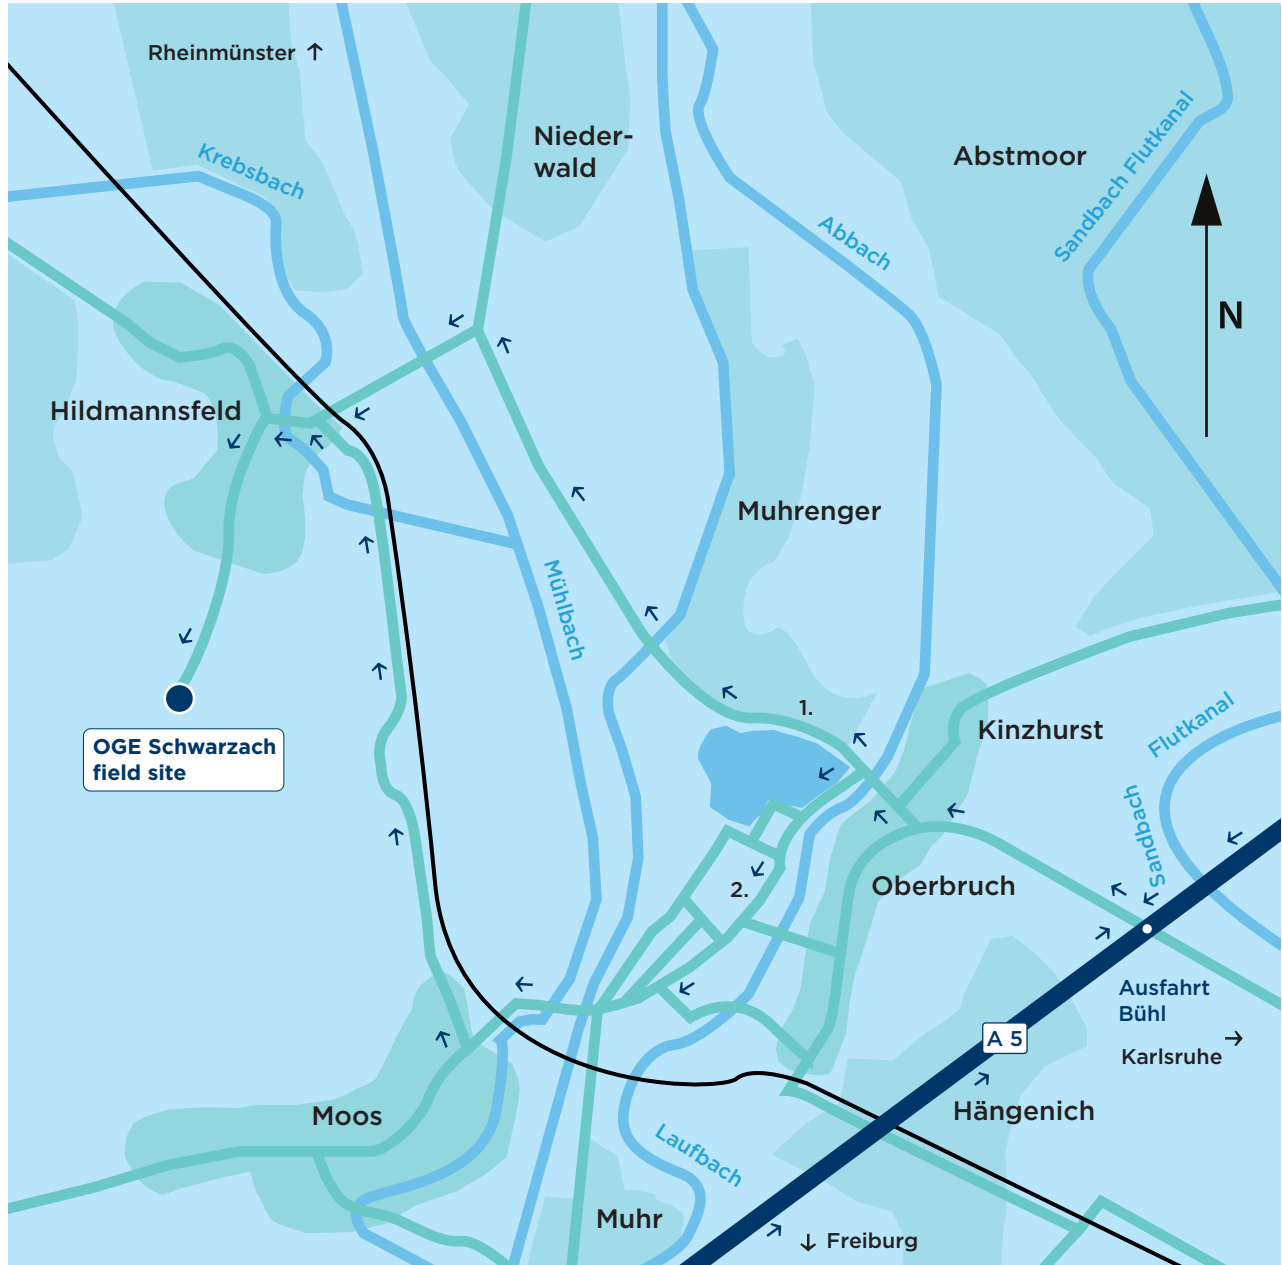 Rheinmünster ↑
Nieder-
wald
Abstmoor
Krebsbach
Sandbach Flutkanal
Abbach
N
Hildmannsfeld
Muhrenger
Mühlbach
1.
Kinzhurst
Flutkanal
OGE Schwarzach
field site
Sandbach
2.
Oberbruch
Ausfahrt
Bühl
A 5
Karlsruhe →
Moos
Hängenich
Laufbach
Muhr
↓ Freiburg